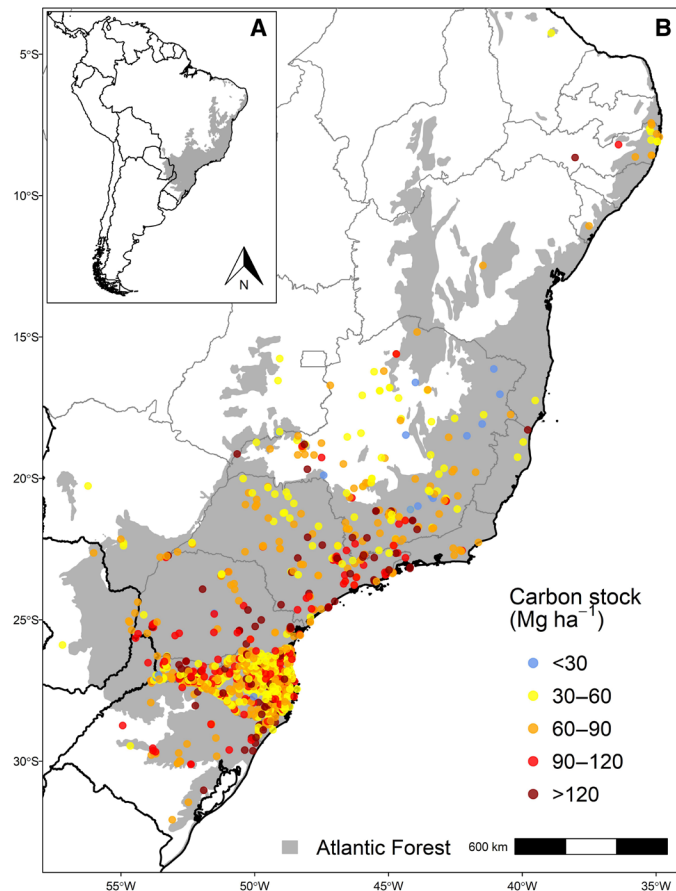 A
B
N
5°S
10°S
15°S
20°S
25°S
30°S
Carbon stock
(Mg ha⁻¹)
<30
30–60
60–90
90–120
>120
Atlantic Forest
600 km
55°W
50°W
45°W
40°W
35°W